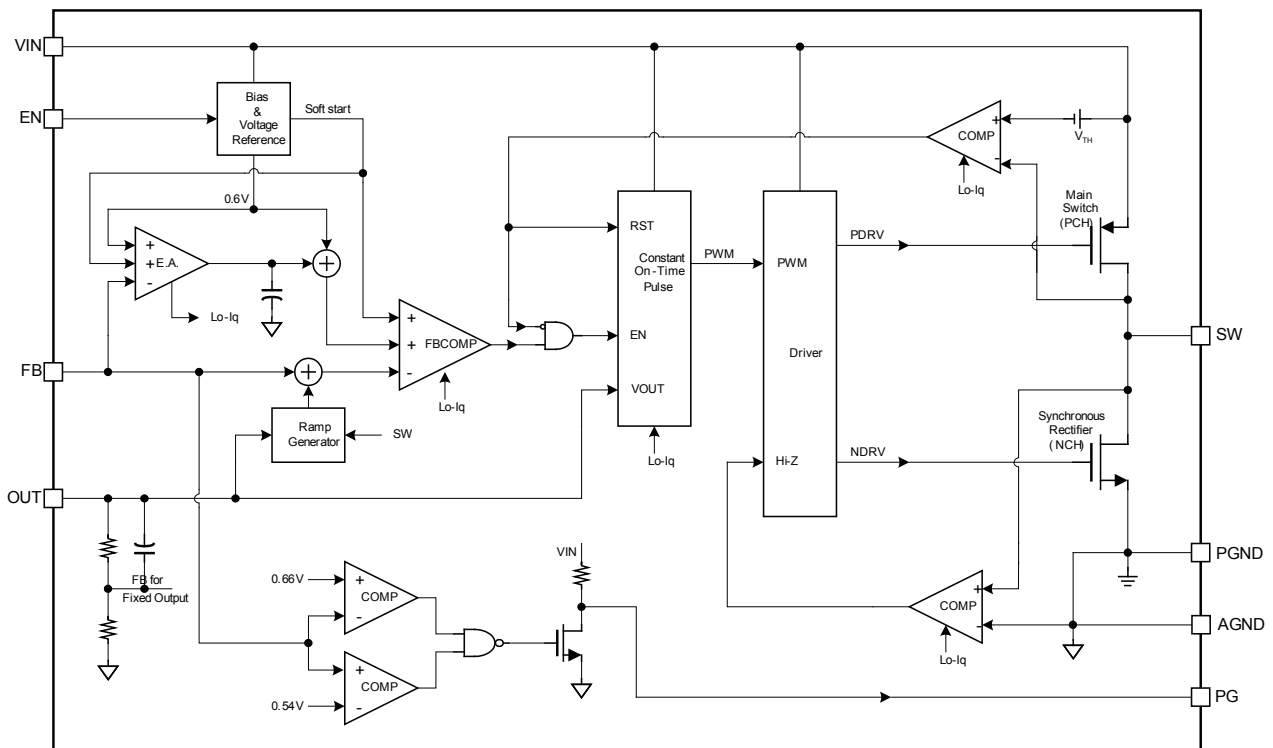 VIN
EN
Bias
&
Voltage
Reference
Soft start
0.6V
+
+ E.A.
-
Lo-Iq
+
+
+
-
FBCOMP
Lo-Iq
FB
+
Ramp
Generator
SW
OUT
FB for
Fixed Output
0.66V
+
-
COMP
0.54V
+
-
COMP
VIN
RST
Constant
On-Time
Pulse
EN
VOUT
Lo-Iq
PWM
PWM
Driver
Hi-Z
PDRV
NDRV
+
-
COMP
Lo-Iq
VTH
Main
Switch
(PCH)
SW
Synchronous
Rectifier
(NCH)
+
-
COMP
Lo-Iq
PGND
AGND
PG